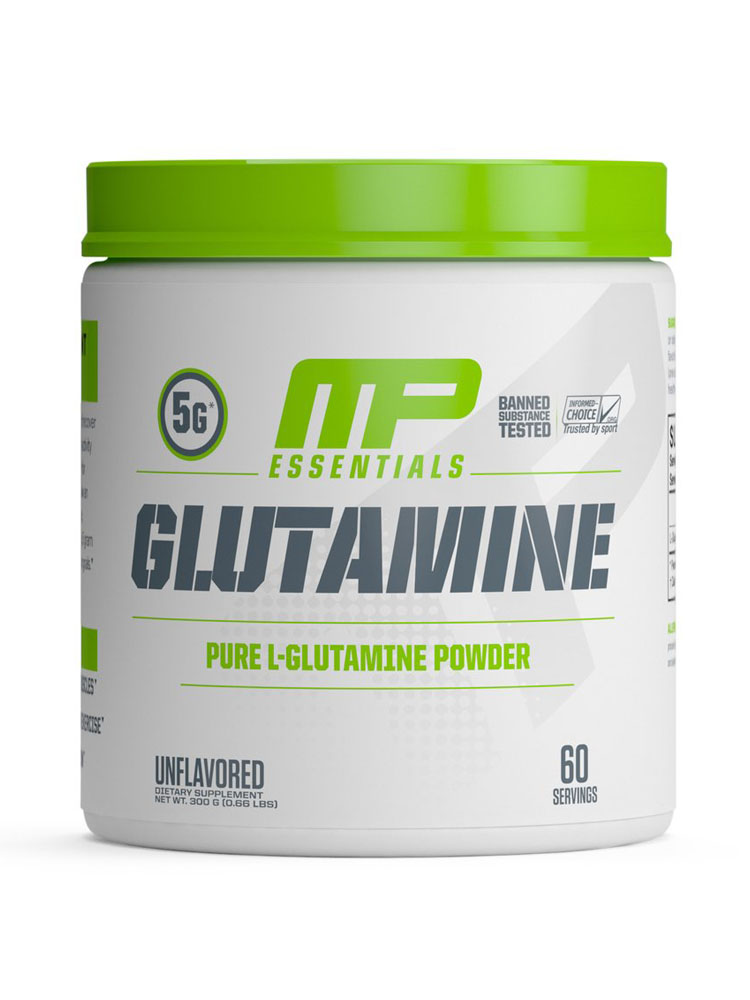 5G*
MP
ESSENTIALS
BANNED
SUBSTANCE
TESTED
INFORMED–
CHOICE
.ORG
Trusted by sport
GLUTAMINE
PURE L-GLUTAMINE POWDER
UNFLAVORED
DIETARY SUPPLEMENT
NET WT. 300 G (0.66 LBS)
60
SERVINGS